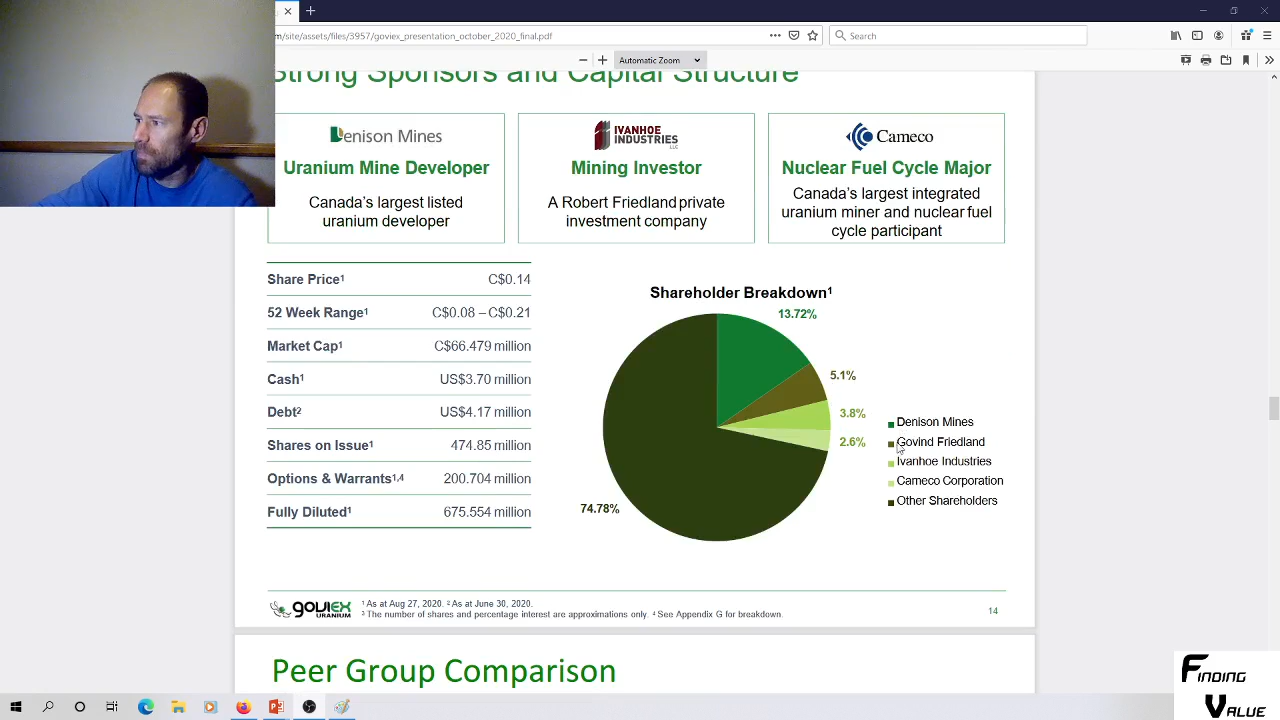 m/site/assets/files/3957/goviex_presentation_october_2020_final.pdf
Search
Automatic Zoom
Strong Sponsors and Capital Structure
Denison Mines
Uranium Mine Developer
Canada's largest listed
uranium developer
IVANHOE
INDUSTRIES
LLC
Mining Investor
A Robert Friedland private
investment company
Cameco
Nuclear Fuel Cycle Major
Canada's largest integrated
uranium miner and nuclear fuel
cycle participant
Share Price¹ C$0.14
52 Week Range¹ C$0.08 – C$0.21
Market Cap¹ C$66.479 million
Cash¹ US$3.70 million
Debt² US$4.17 million
Shares on Issue¹ 474.85 million
Options & Warrants¹,⁴ 200.704 million
Fully Diluted¹ 675.554 million
Shareholder Breakdown¹
13.72%
5.1%
3.8%
2.6%
74.78%
Denison Mines
Govind Friedland
Ivanhoe Industries
Cameco Corporation
Other Shareholders
GOVIEX
URANIUM
¹ As at Aug 27, 2020. ² As at June 30, 2020.
³ The number of shares and percentage interest are approximations only. ⁴ See Appendix G for breakdown.
14
Peer Group Comparison
FINDING
VALUE